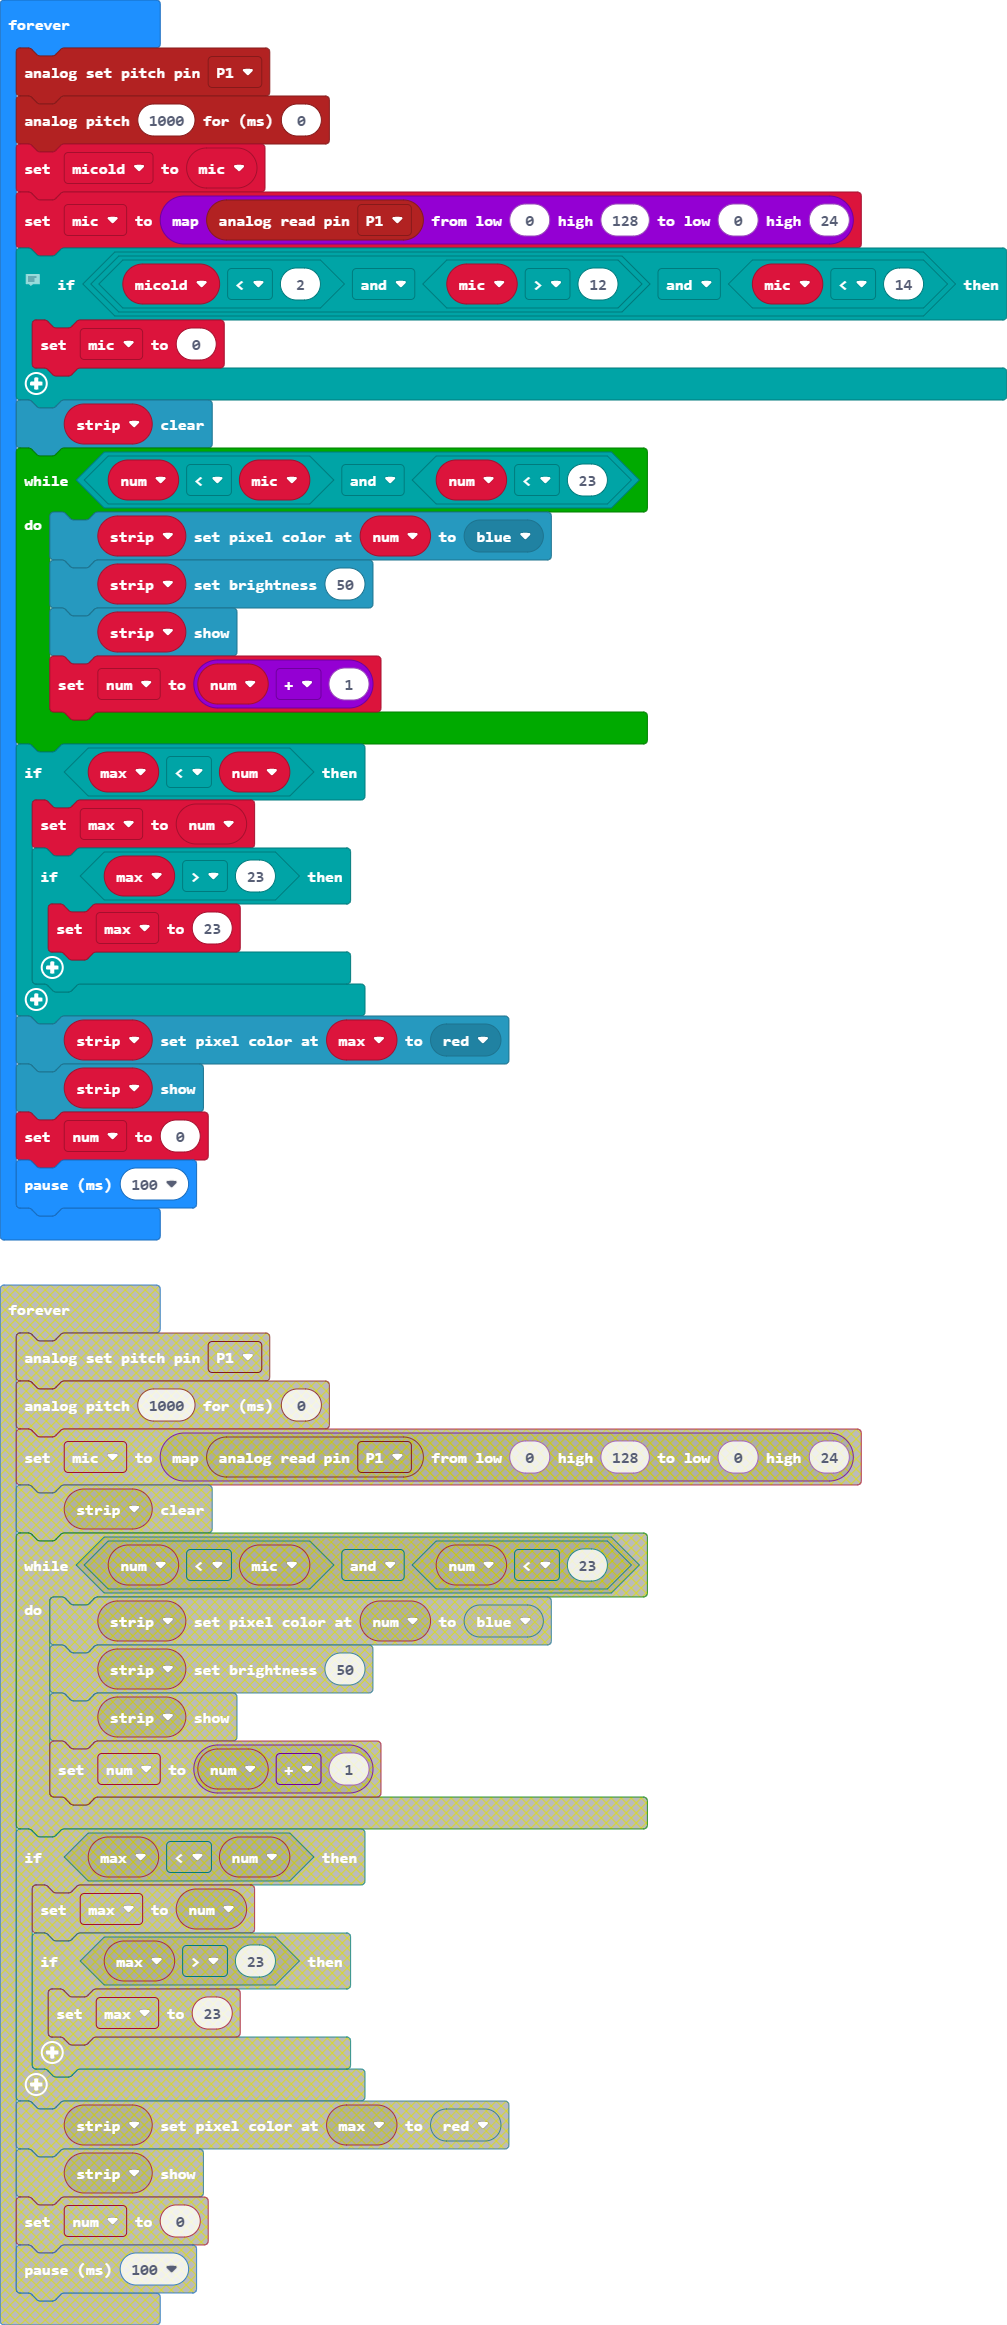 forever
analog set pitch pin P1
analog pitch 1000 for (ms) 0
set micold to mic
set mic to map analog read pin P1 from low 0 high 128 to low 0 high 24
if micold < 2 and mic > 12 and mic < 14 then
set mic to 0
strip clear
while num < mic and num < 23
do
strip set pixel color at num to blue
strip set brightness 50
strip show
set num to num + 1
if max < num then
set max to num
if max > 23 then
set max to 23
strip set pixel color at max to red
strip show
set num to 0
pause (ms) 100
forever
analog set pitch pin P1
analog pitch 1000 for (ms) 0
set mic to map analog read pin P1 from low 0 high 128 to low 0 high 24
strip clear
while num < mic and num < 23
do
strip set pixel color at num to blue
strip set brightness 50
strip show
set num to num + 1
if max < num then
set max to num
if max > 23 then
set max to 23
strip set pixel color at max to red
strip show
set num to 0
pause (ms) 100